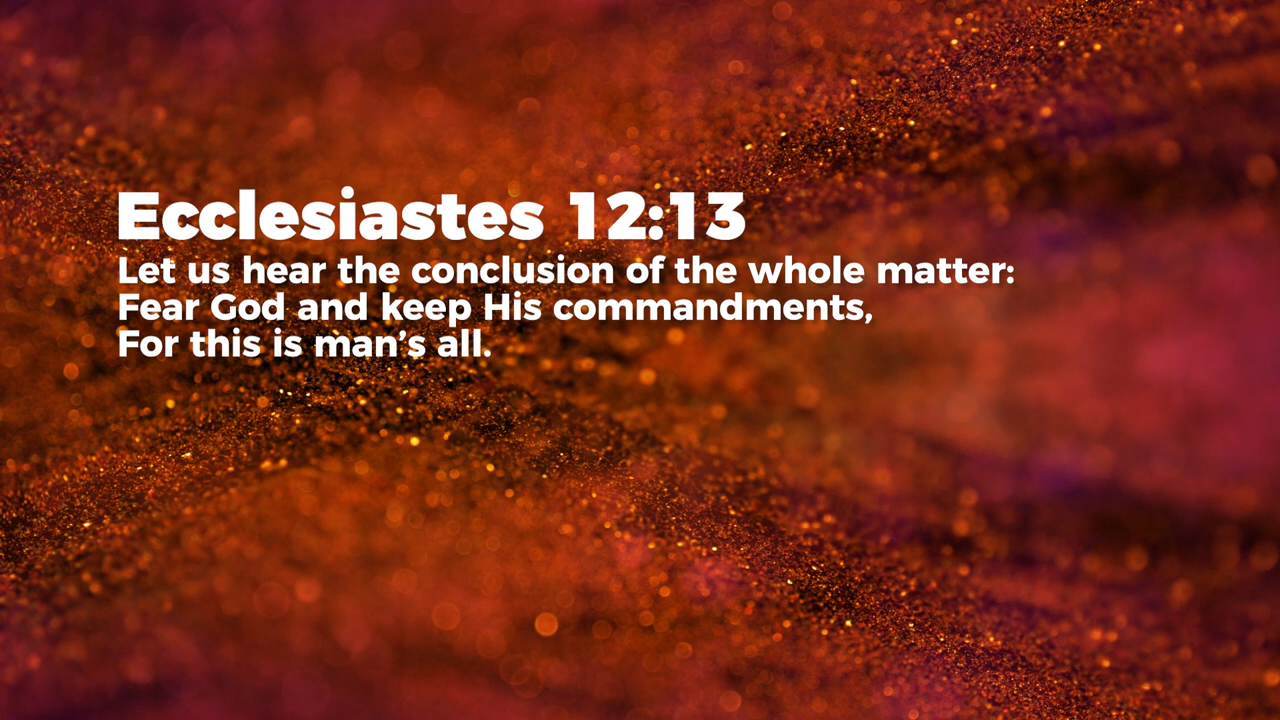 Ecclesiastes 12:13
Let us hear the conclusion of the whole matter:
Fear God and keep His commandments,
For this is man’s all.